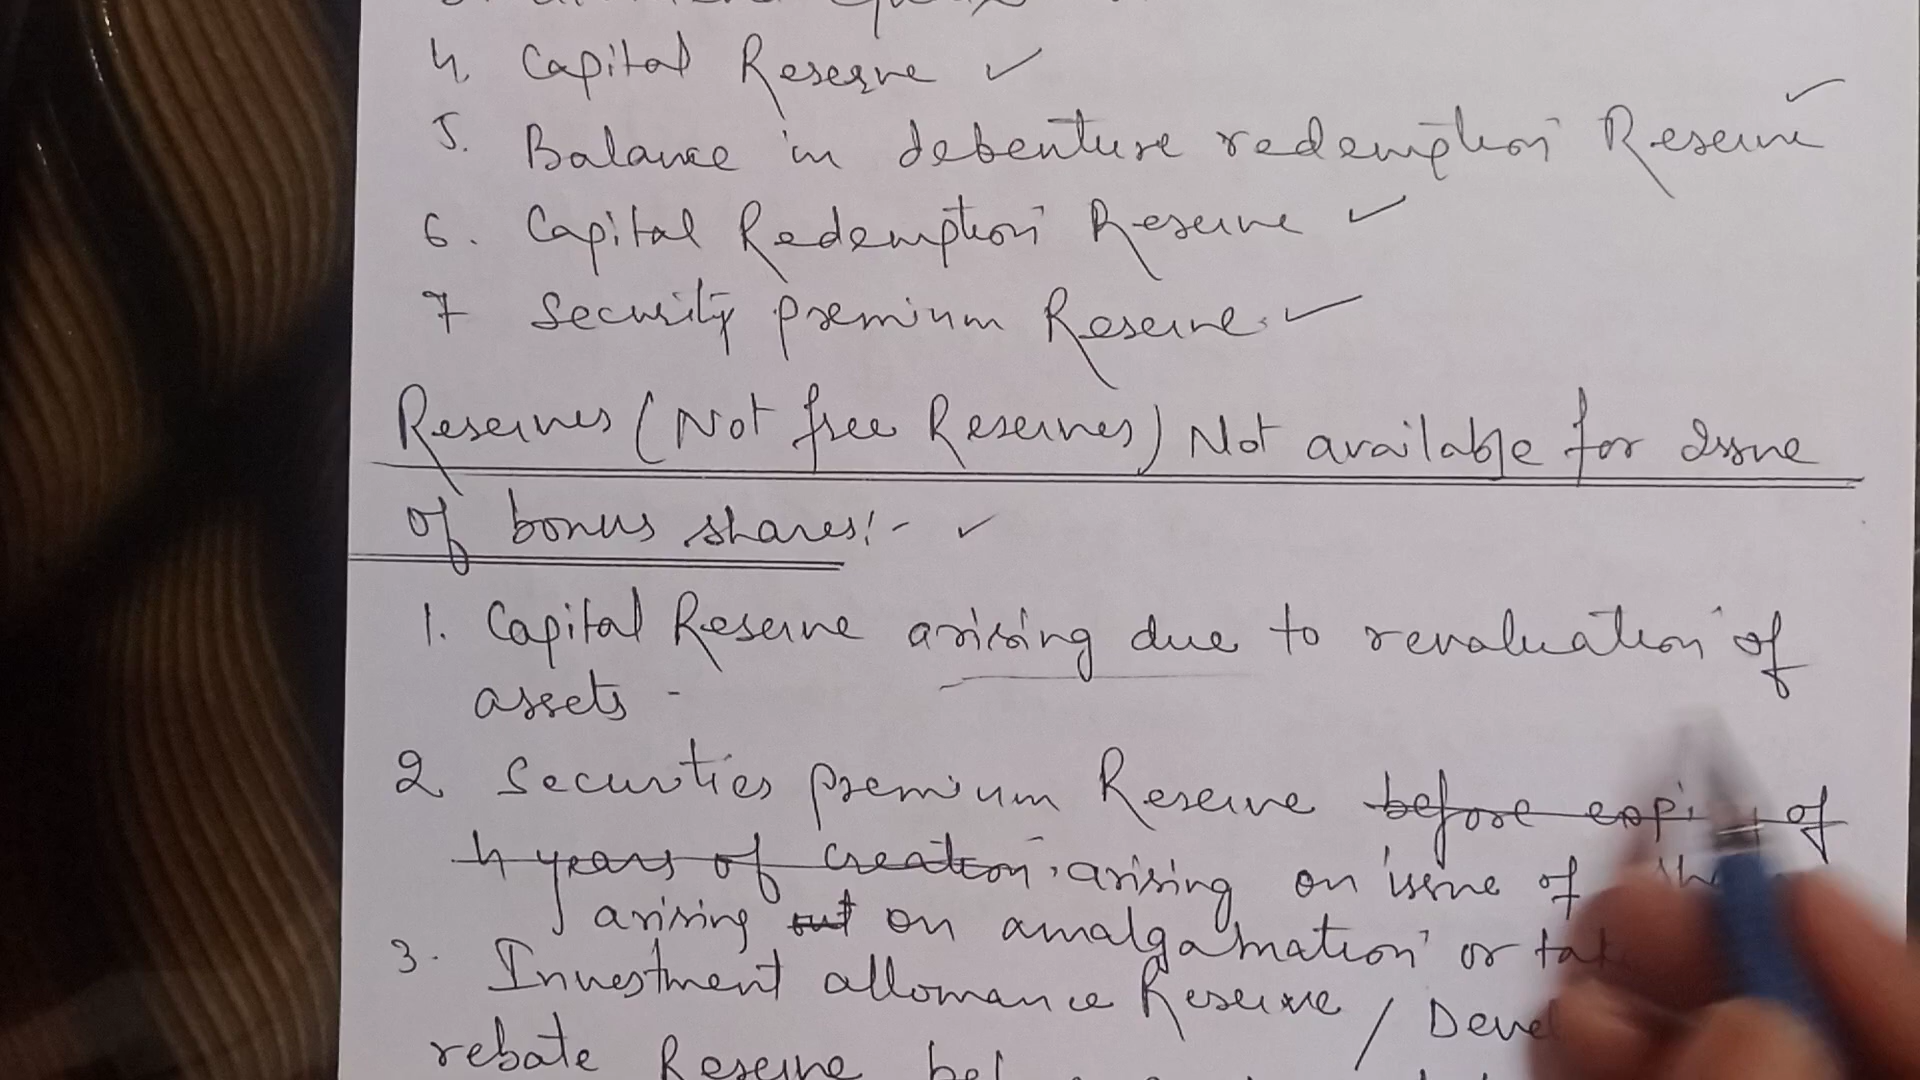 4. Capital Reserve ✓
5. Balance in debenture redemption Reserve ✓
6. Capital Redemption Reserve ✓
7 Security premium Reserve. ✓
Reserves (Not free Reserves) Not available for Issue
of bonus shares:- ✓
1. Capital Reserve arising due to revaluation of
assets -
2 Securities premium Reserve before of
4 years of creation. arising on issue of
arising out on amalgamation or
3. Investment allowance Reserve /
rebate Reserve